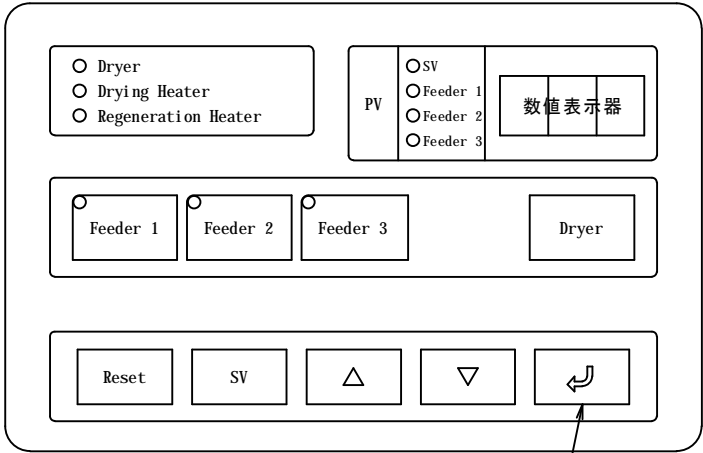 Dryer
Drying Heater
Regeneration Heater
PV
SV
Feeder 1
Feeder 2
Feeder 3
数値表示器
Feeder 1
Feeder 2
Feeder 3
Dryer
Reset
SV